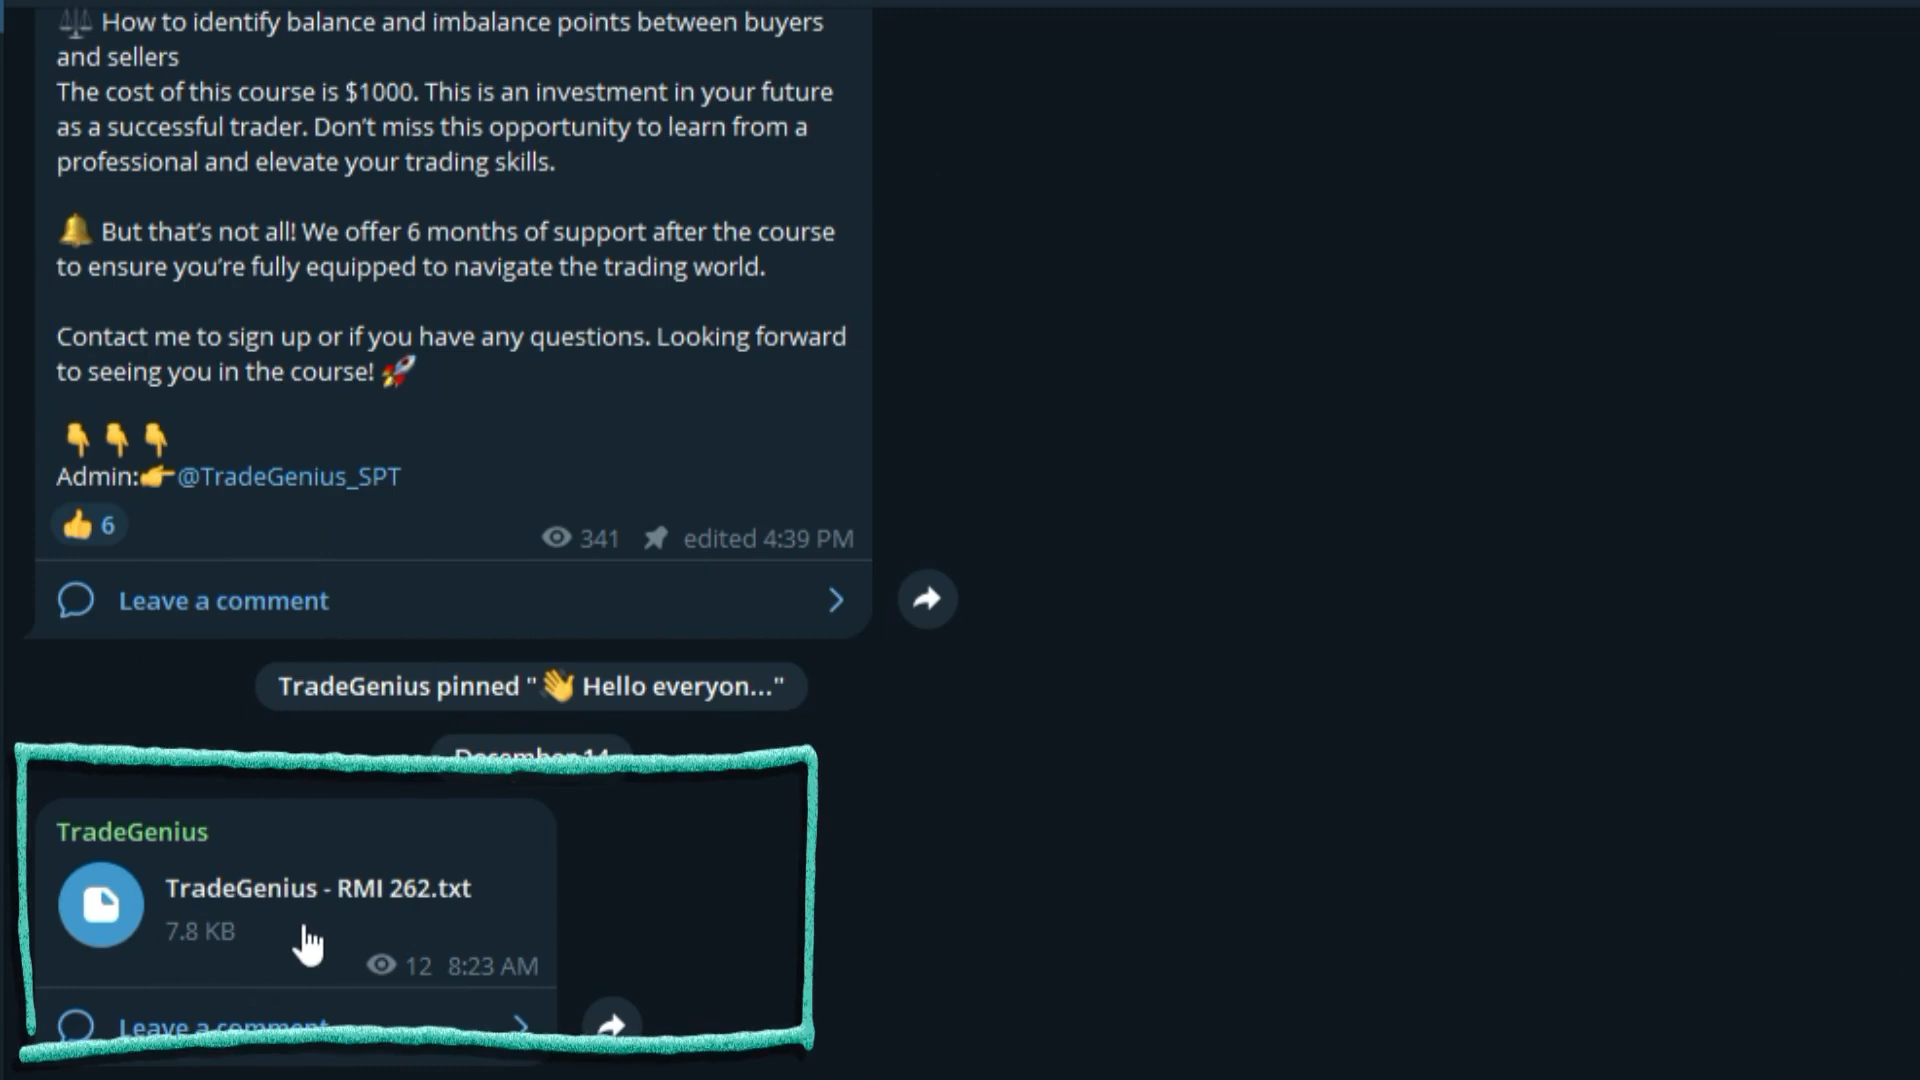 ⚖️ How to identify balance and imbalance points between buyers
and sellers
The cost of this course is $1000. This is an investment in your future
as a successful trader. Don't miss this opportunity to learn from a
professional and elevate your trading skills.
🔔 But that's not all! We offer 6 months of support after the course
to ensure you're fully equipped to navigate the trading world.
Contact me to sign up or if you have any questions. Looking forward
to seeing you in the course! 🚀
👇 👇 👇
Admin:👉@TradeGenius_SPT
👍 6
341 edited 4:39 PM
Leave a comment
TradeGenius pinned "👋 Hello everyon..."
December 14
TradeGenius
TradeGenius - RMI 262.txt
7.8 KB
12 8:23 AM
Leave a comment